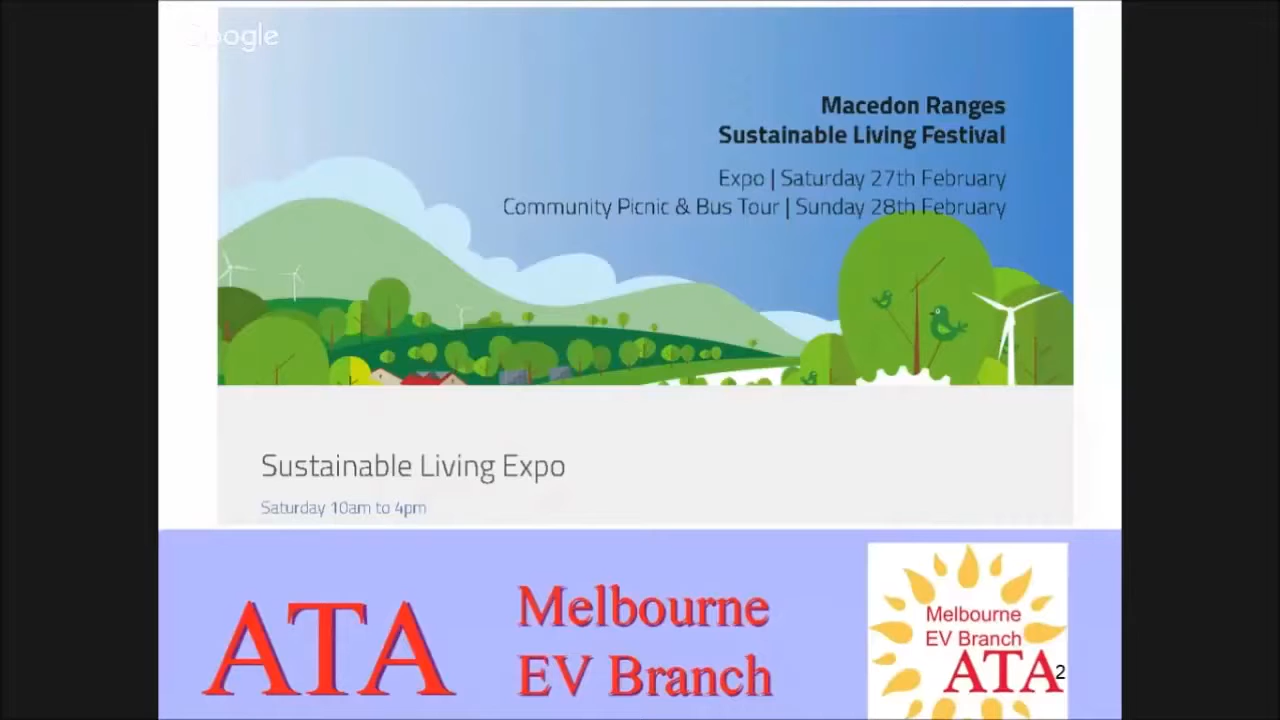 Google
Macedon Ranges
Sustainable Living Festival
Expo | Saturday 27th February
Community Picnic & Bus Tour | Sunday 28th February
Sustainable Living Expo
Saturday 10am to 4pm
ATA
Melbourne
EV Branch
Melbourne
EV Branch
ATA
2